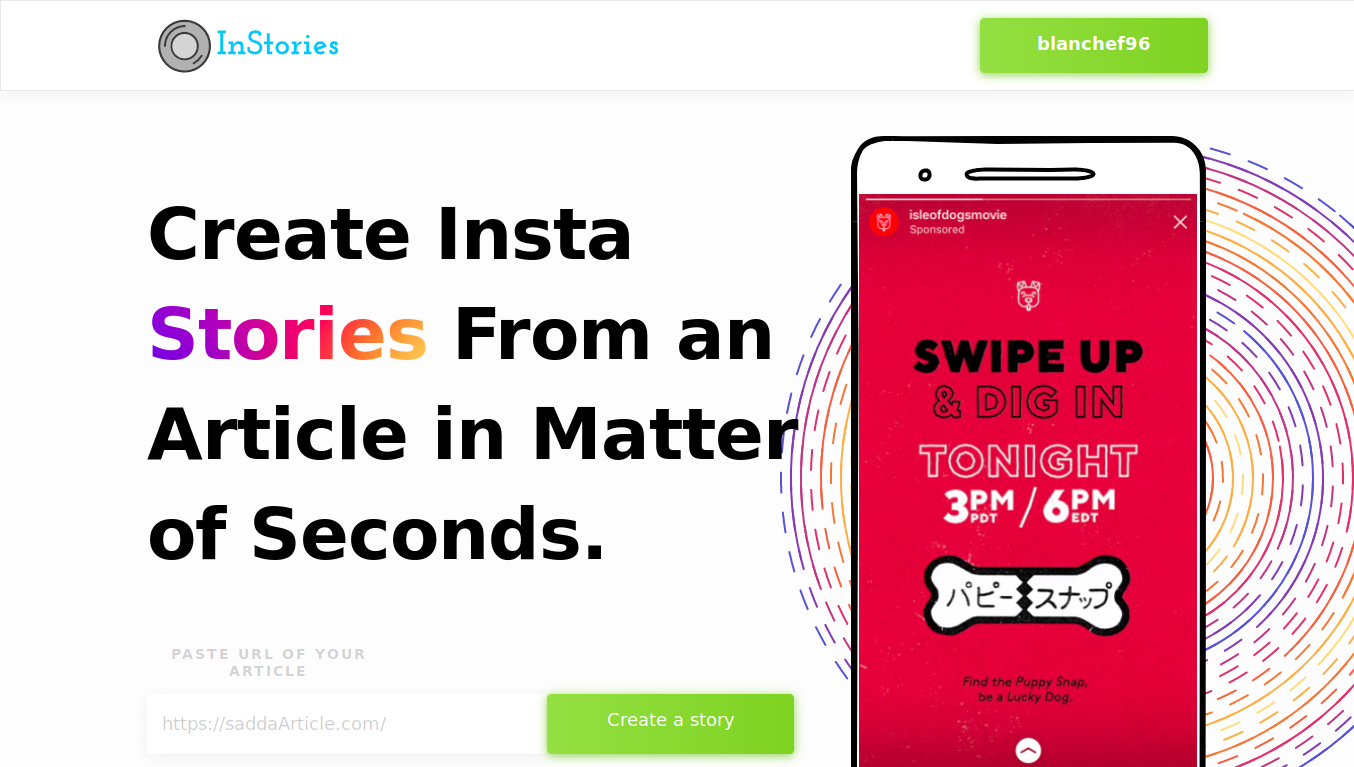 InStories
blanchef96
Create Insta
Stories From an
Article in Matter
of Seconds.
PASTE URL OF YOUR
ARTICLE
https://saddaArticle.com/
Create a story
isleofdogsmovie
Sponsored
SWIPE UP
& DIG IN
TONIGHT
3PM PDT / 6PM EDT
パピースナップ
Find the Puppy Snap,
be a Lucky Dog.